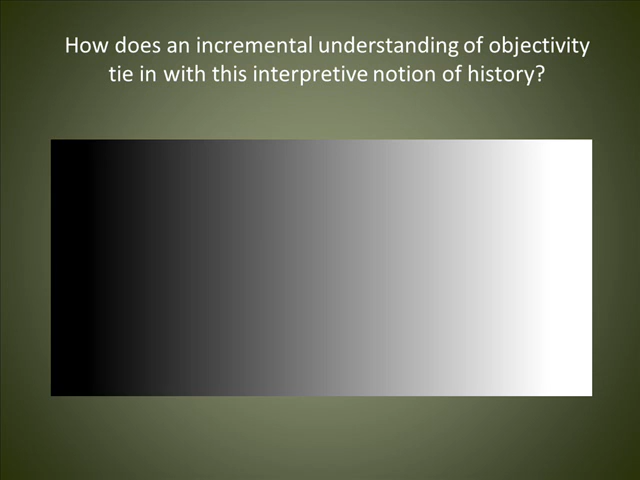 How does an incremental understanding of objectivity
tie in with this interpretive notion of history?